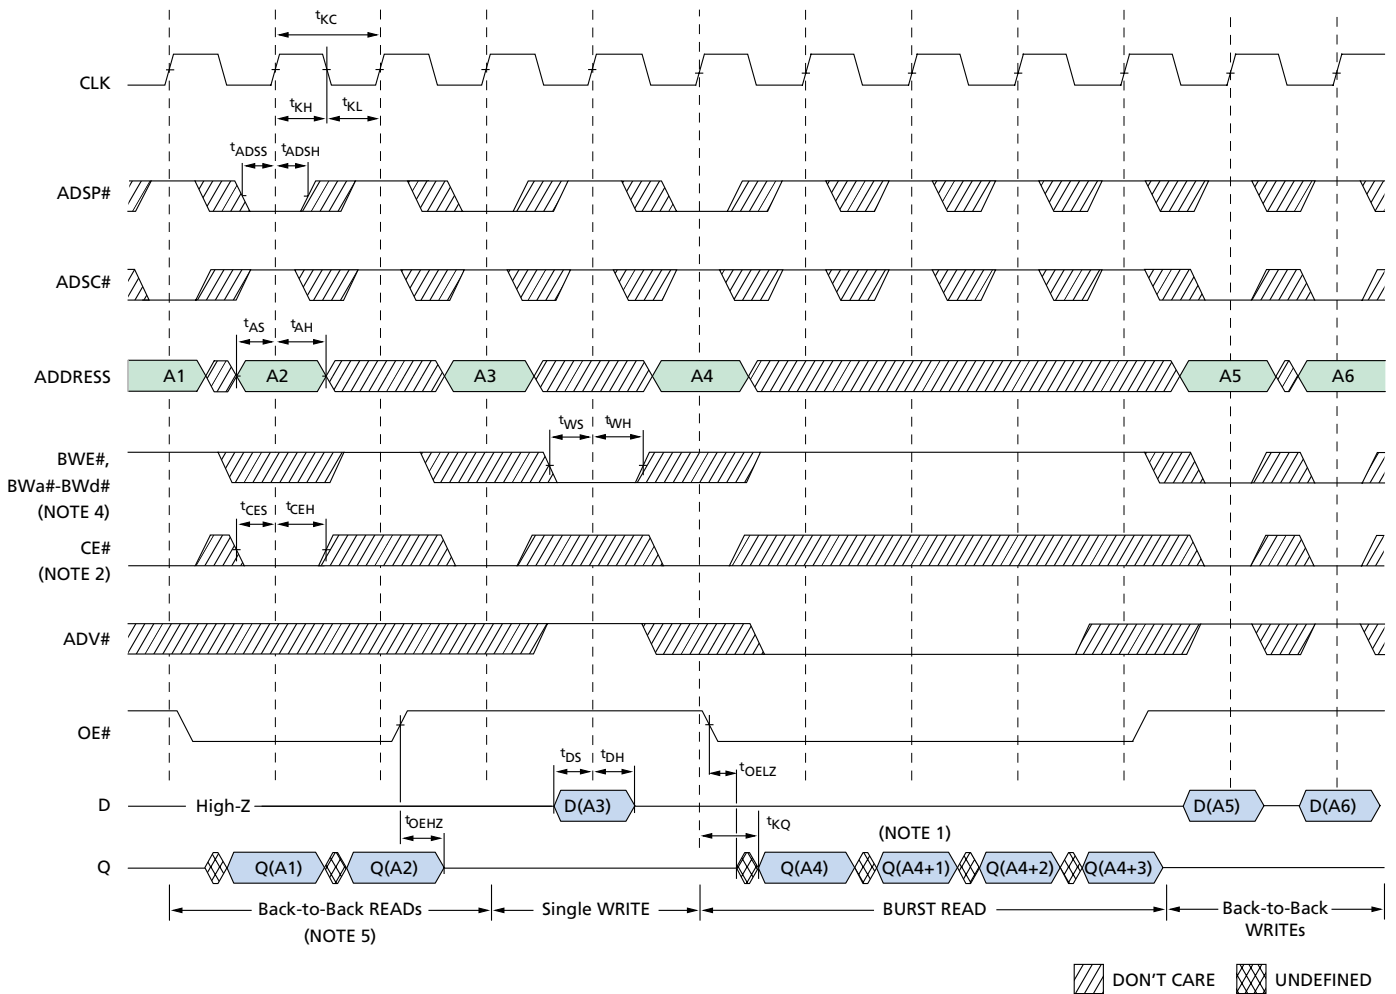 tKC
CLK
tKH
tKL
tADSS
tADSH
ADSP#
ADSC#
tAS
tAH
ADDRESS
A1
A2
A3
A4
A5
A6
tWS
tWH
BWE#,
BWa#-BWd#
(NOTE 4)
tCES
tCEH
CE#
(NOTE 2)
ADV#
OE#
tDS
tDH
tOELZ
D
High-Z
D(A3)
D(A5)
D(A6)
tOEHZ
tKQ
(NOTE 1)
Q
Q(A1)
Q(A2)
Q(A4)
Q(A4+1)
Q(A4+2)
Q(A4+3)
Back-to-Back READs
(NOTE 5)
Single WRITE
BURST READ
Back-to-Back
WRITEs
DON'T CARE
UNDEFINED